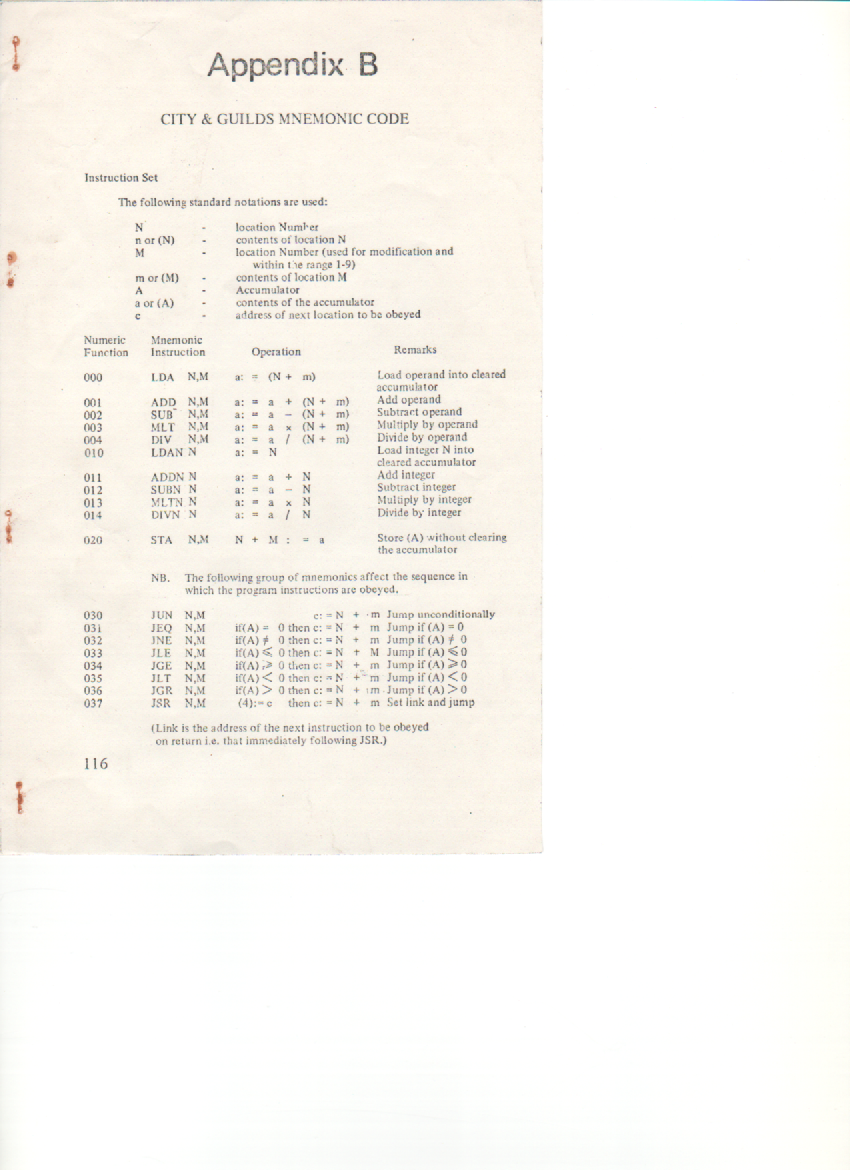 Appendix B
CITY & GUILDS MNEMONIC CODE
Instruction Set
The following standard notations are used:
N - location Number
n or (N) - contents of location N
M - location Number (used for modification and
within the range 1-9)
m or (M) - contents of location M
A - Accumulator
a or (A) - contents of the accumulator
c - address of next location to be obeyed
Numeric Mnemonic
Function Instruction Operation Remarks
000 LDA N,M a: = (N + m) Load operand into cleared
accumulator
001 ADD N,M a: = a + (N + m) Add operand
002 SUB N,M a: = a − (N + m) Subtract operand
003 MLT N,M a: = a x (N + m) Multiply by operand
004 DIV N,M a: = a / (N + m) Divide by operand
010 LDAN N a: = N Load integer N into
cleared accumulator
011 ADDN N a: = a + N Add integer
012 SUBN N a: = a − N Subtract integer
013 MLTN N a: = a x N Multiply by integer
014 DIVN N a: = a / N Divide by integer
020 STA N,M N + M : = a Store (A) without clearing
the accumulator
NB. The following group of mnemonics affect the sequence in
which the program instructions are obeyed.
030 JUN N,M c: = N + m Jump unconditionally
031 JEQ N,M if(A) = 0 then c: = N + m Jump if (A) = 0
032 JNE N,M if(A) ≠ 0 then c: = N + m Jump if (A) ≠ 0
033 JLE N,M if(A) ⩽ 0 then c: = N + M Jump if (A) ⩽ 0
034 JGE N,M if(A) ⩾ 0 then c: = N + m Jump if (A) ⩾ 0
035 JLT N,M if(A) < 0 then c: = N + m Jump if (A) < 0
036 JGR N,M if(A) > 0 then c: = N + m Jump if (A) > 0
037 JSR N,M (4):= c then c: = N + m Set link and jump
(Link is the address of the next instruction to be obeyed
on return i.e. that immediately following JSR.)
116